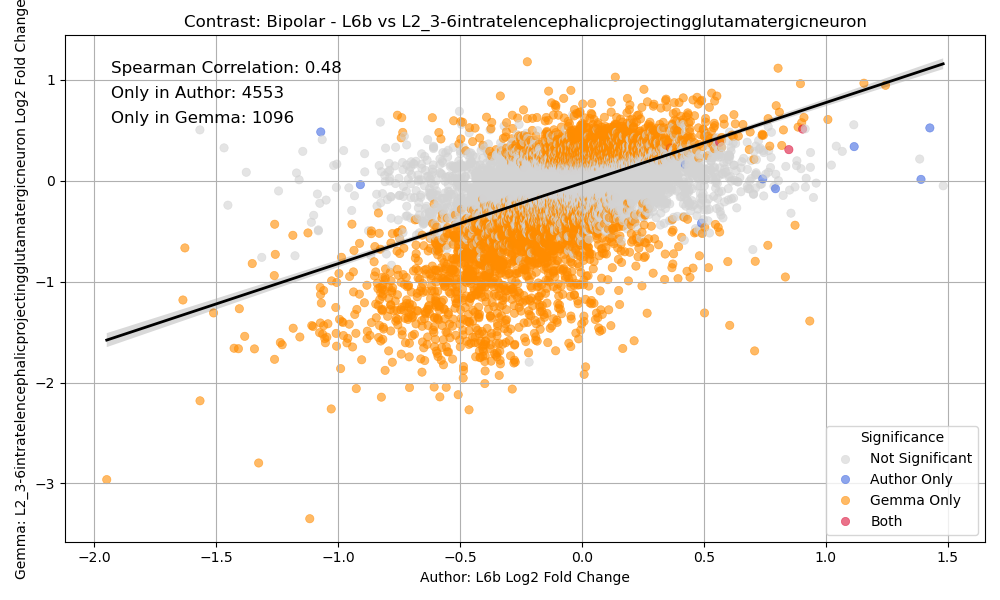 Contrast: Bipolar - L6b vs L2_3-6intratelencephalicprojectingglutamatergicneuron
Gemma: L2_3-6intratelencephalicprojectingglutamatergicneuron Log2 Fold Change
Spearman Correlation: 0.48
Only in Author: 4553
Only in Gemma: 1096
1
0
−1
−2
−3
Significance
Not Significant
Author Only
Gemma Only
Both
−2.0 −1.5 −1.0 −0.5 0.0 0.5 1.0 1.5
Author: L6b Log2 Fold Change